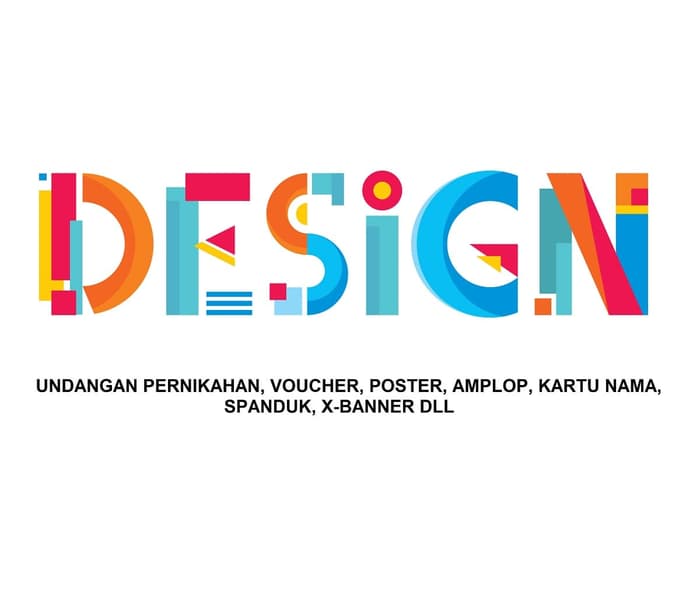 DESiGN
UNDANGAN PERNIKAHAN, VOUCHER, POSTER, AMPLOP, KARTU NAMA,
SPANDUK, X-BANNER DLL